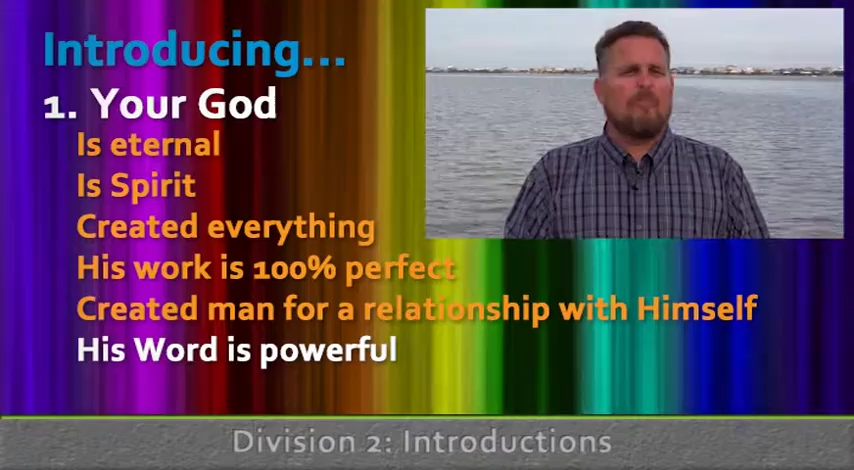 Introducing...
1. Your God
Is eternal
Is Spirit
Created everything
His work is 100% perfect
Created man for a relationship with Himself
His Word is powerful
Division 2: Introductions